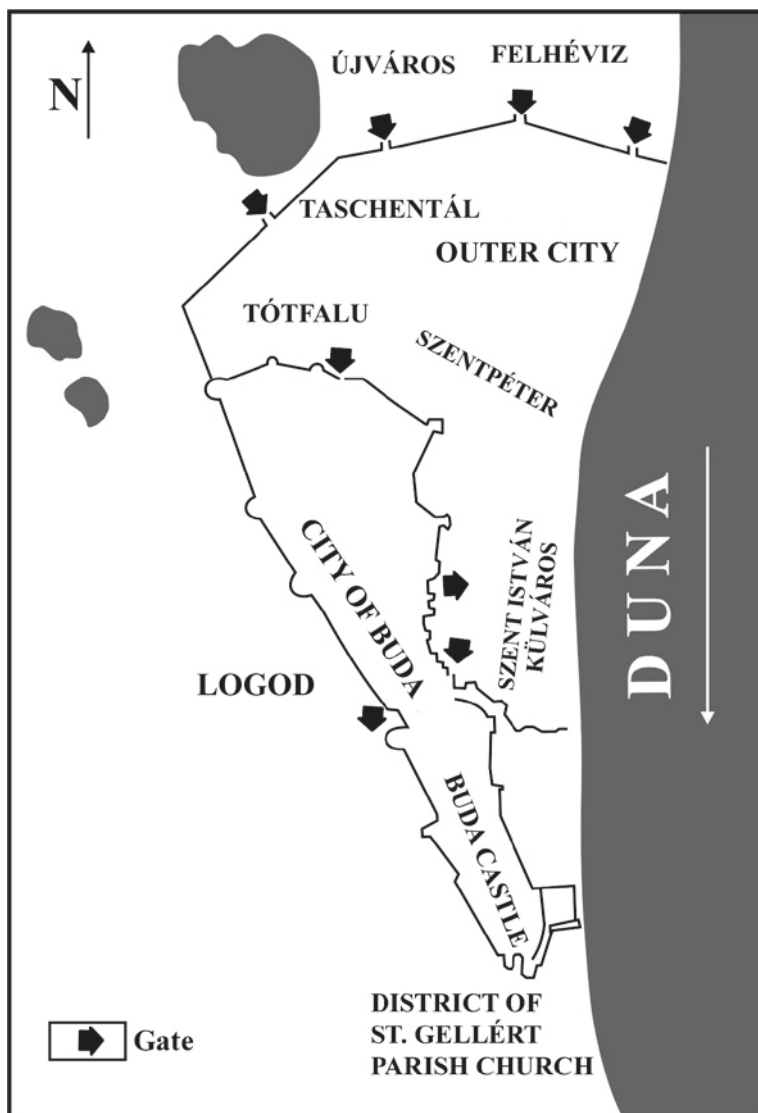 N
ÚJVÁROS
FELHÉVIZ
TASCHENTÁL
OUTER CITY
TÓTFALU
SZENTPÉTER
CITY OF BUDA
SZENT ISTVÁN
KÜLVÁROS
DUNA
LOGOD
BUDA CASTLE
DISTRICT OF
ST. GELLÉRT
PARISH CHURCH
Gate